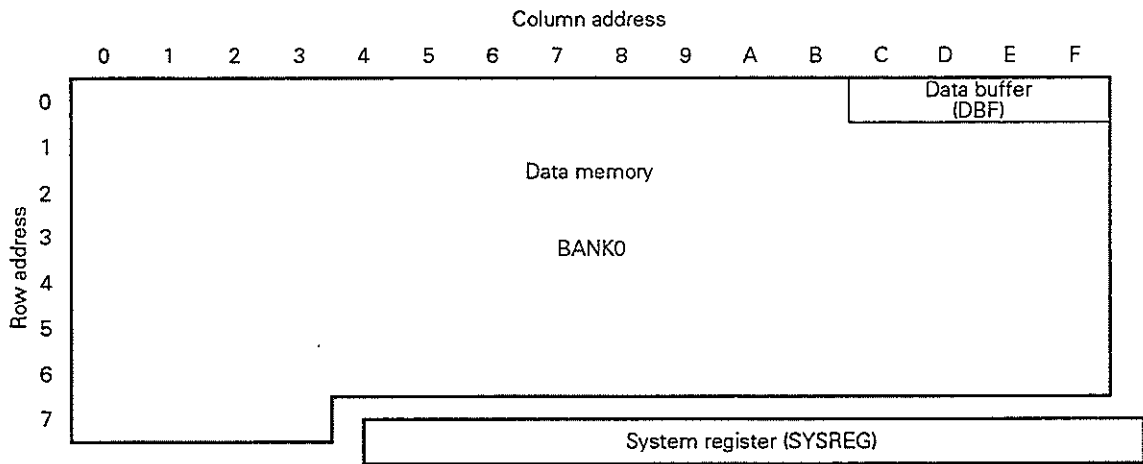 Column address
0 1 2 3 4 5 6 7 8 9 A B C D E F
0
Data buffer
(DBF)
1
Data memory
2
3
BANK0
4
5
6
7
Row address
System register (SYSREG)